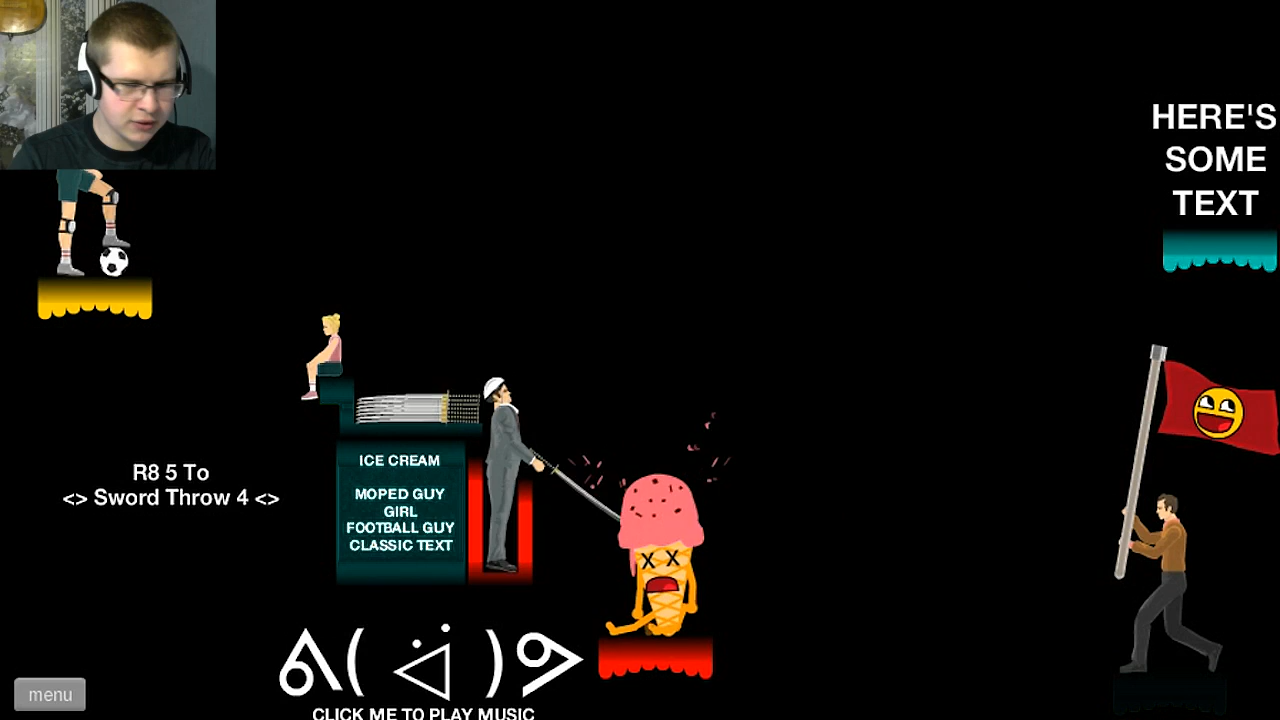 HERE'S
SOME
TEXT
R8 5 To
<> Sword Throw 4 <>
ICE CREAM
MOPED GUY
GIRL
FOOTBALL GUY
CLASSIC TEXT
CLICK ME TO PLAY MUSIC
menu